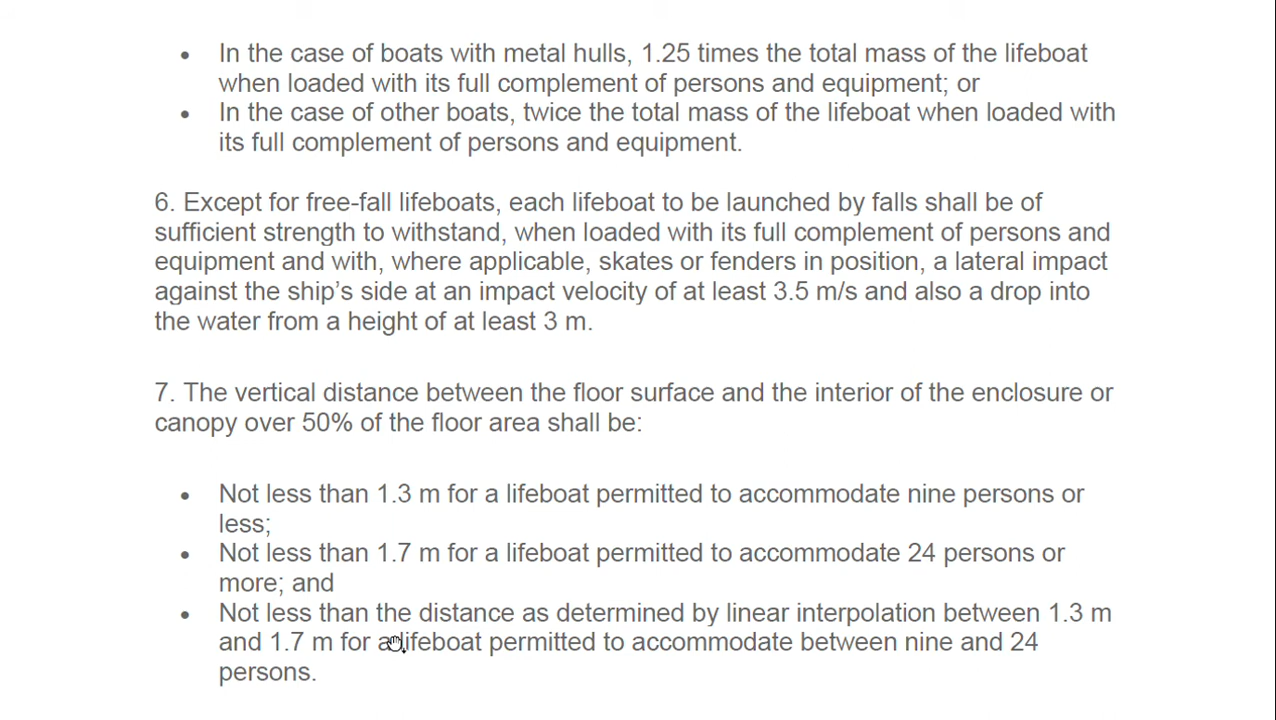 • In the case of boats with metal hulls, 1.25 times the total mass of the lifeboat
when loaded with its full complement of persons and equipment; or
• In the case of other boats, twice the total mass of the lifeboat when loaded with
its full complement of persons and equipment.
6. Except for free-fall lifeboats, each lifeboat to be launched by falls shall be of
sufficient strength to withstand, when loaded with its full complement of persons and
equipment and with, where applicable, skates or fenders in position, a lateral impact
against the ship’s side at an impact velocity of at least 3.5 m/s and also a drop into
the water from a height of at least 3 m.
7. The vertical distance between the floor surface and the interior of the enclosure or
canopy over 50% of the floor area shall be:
• Not less than 1.3 m for a lifeboat permitted to accommodate nine persons or
less;
• Not less than 1.7 m for a lifeboat permitted to accommodate 24 persons or
more; and
• Not less than the distance as determined by linear interpolation between 1.3 m
and 1.7 m for a lifeboat permitted to accommodate between nine and 24
persons.